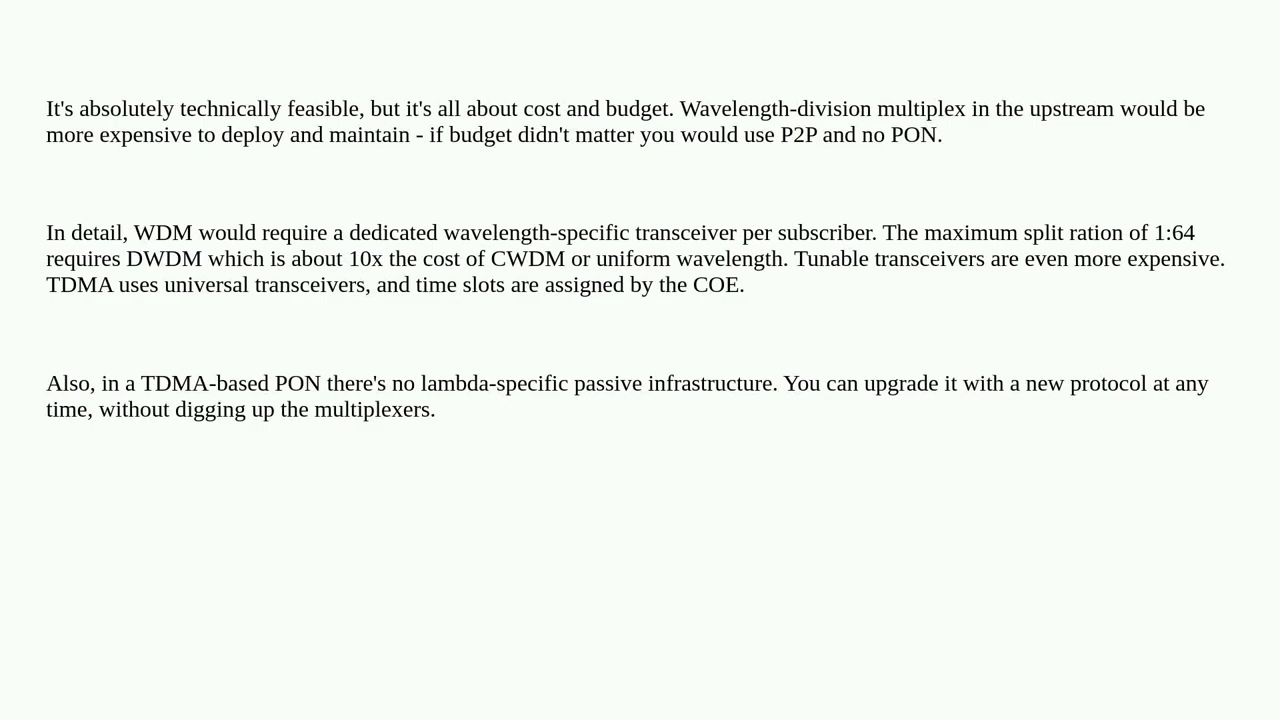 It's absolutely technically feasible, but it's all about cost and budget. Wavelength-division multiplex in the upstream would be
more expensive to deploy and maintain - if budget didn't matter you would use P2P and no PON.
In detail, WDM would require a dedicated wavelength-specific transceiver per subscriber. The maximum split ration of 1:64
requires DWDM which is about 10x the cost of CWDM or uniform wavelength. Tunable transceivers are even more expensive.
TDMA uses universal transceivers, and time slots are assigned by the COE.
Also, in a TDMA-based PON there's no lambda-specific passive infrastructure. You can upgrade it with a new protocol at any
time, without digging up the multiplexers.